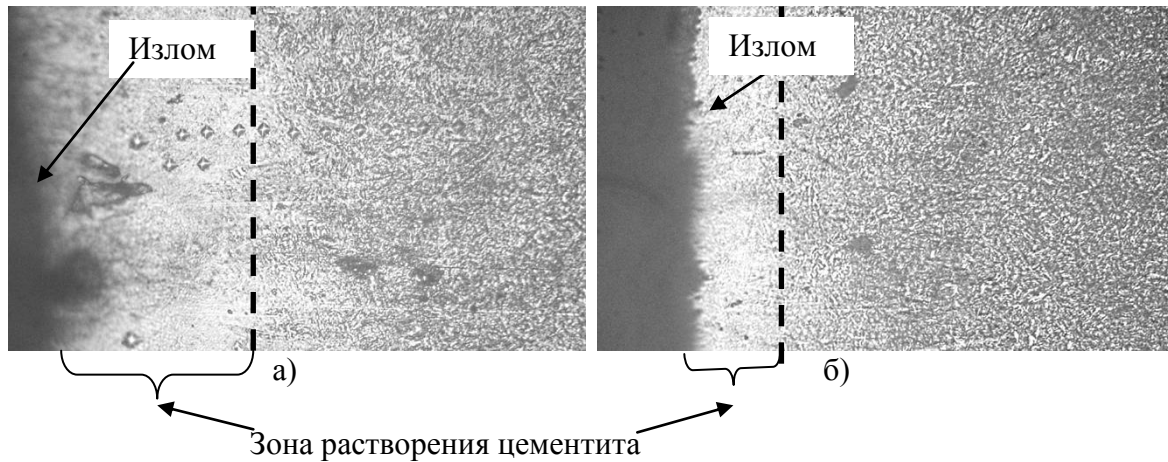 Излом
Излом
а)
б)
Зона растворения цементита